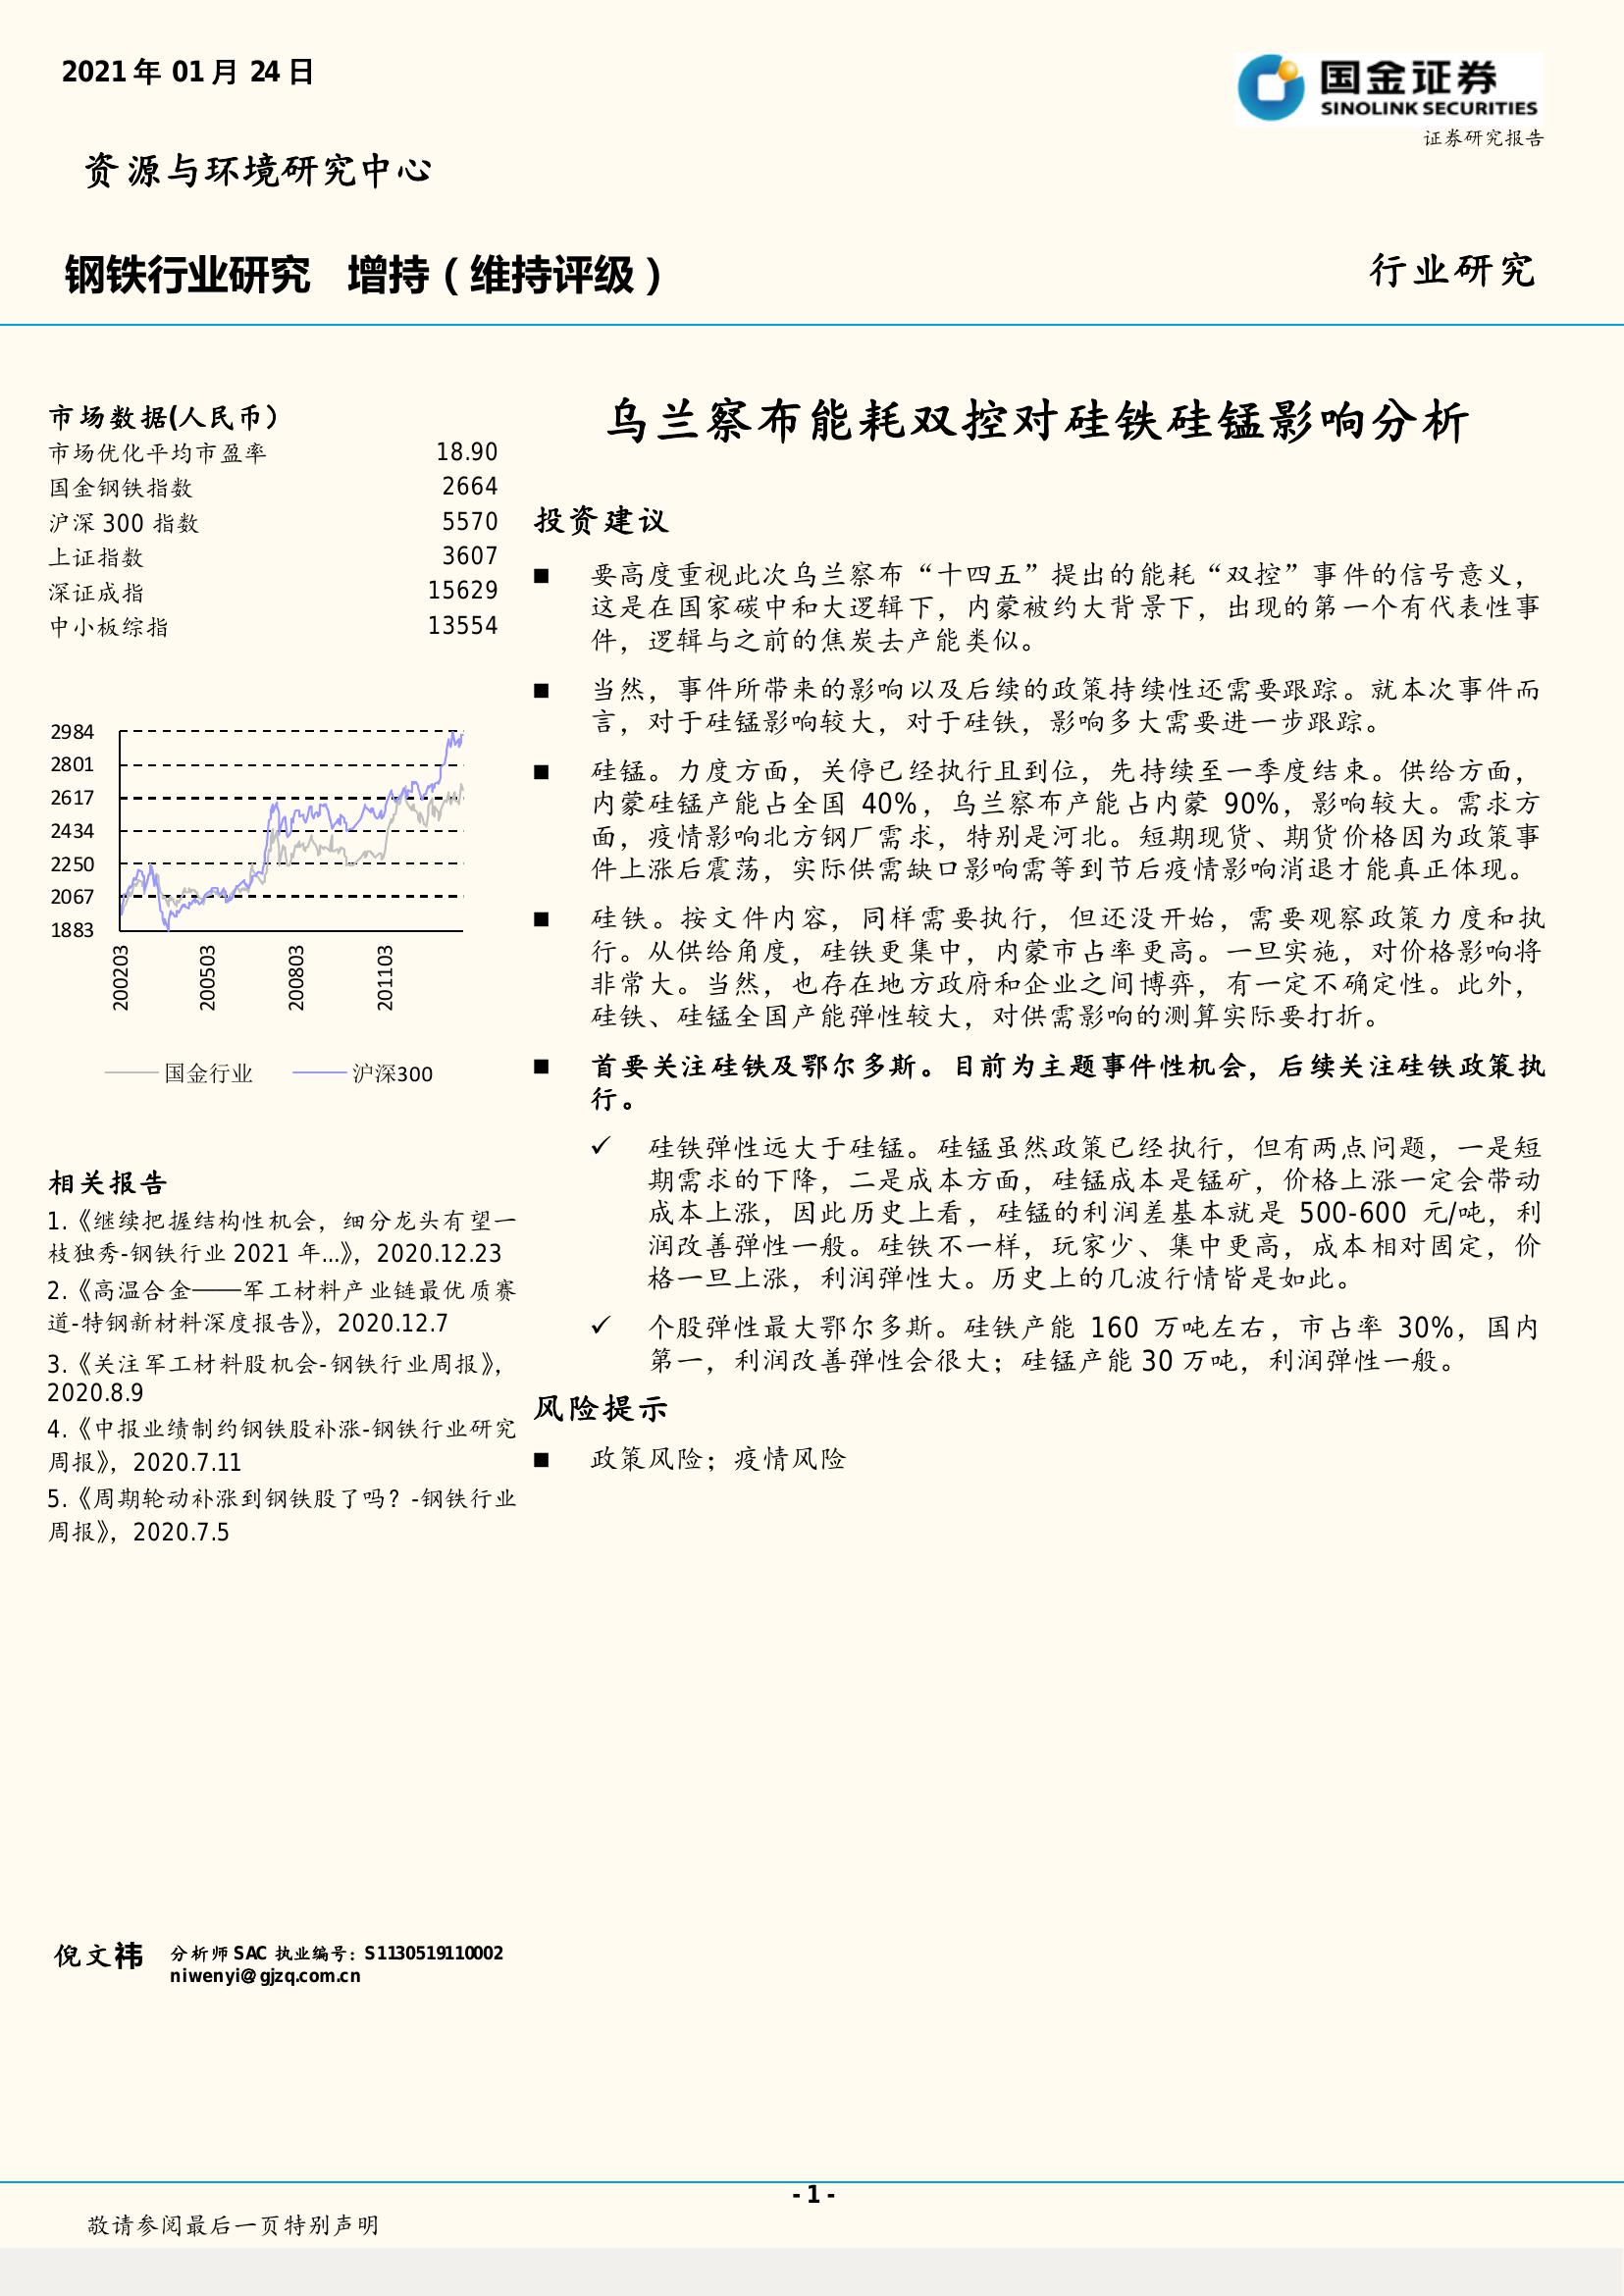 2021 年 01 月 24 日
国金证券
SINOLINK SECURITIES
证券研究报告
资源与环境研究中心
钢铁行业研究 增持（维持评级）
行业研究
市场数据(人民币）
市场优化平均市盈率 18.90
国金钢铁指数 2664
沪深 300 指数 5570
上证指数 3607
深证成指 15629
中小板综指 13554
2984
2801
2617
2434
2250
2067
1883
200203
200503
200803
201103
国金行业
沪深300
相关报告
1.《继续把握结构性机会，细分龙头有望一
枝独秀-钢铁行业 2021 年...》，2020.12.23
2.《高温合金——军工材料产业链最优质赛
道-特钢新材料深度报告》，2020.12.7
3.《关注军工材料股机会-钢铁行业周报》，
2020.8.9
4.《中报业绩制约钢铁股补涨-钢铁行业研究
周报》，2020.7.11
5.《周期轮动补涨到钢铁股了吗？-钢铁行业
周报》，2020.7.5
倪文祎
分析师 SAC 执业编号：S1130519110002
niwenyi@gjzq.com.cn
乌兰察布能耗双控对硅铁硅锰影响分析
投资建议
■ 要高度重视此次乌兰察布“十四五”提出的能耗“双控”事件的信号意义，
这是在国家碳中和大逻辑下，内蒙被约大背景下，出现的第一个有代表性事
件，逻辑与之前的焦炭去产能类似。
■ 当然，事件所带来的影响以及后续的政策持续性还需要跟踪。就本次事件而
言，对于硅锰影响较大，对于硅铁，影响多大需要进一步跟踪。
■ 硅锰。力度方面，关停已经执行且到位，先持续至一季度结束。供给方面，
内蒙硅锰产能占全国 40%，乌兰察布产能占内蒙 90%，影响较大。需求方
面，疫情影响北方钢厂需求，特别是河北。短期现货、期货价格因为政策事
件上涨后震荡，实际供需缺口影响需等到节后疫情影响消退才能真正体现。
■ 硅铁。按文件内容，同样需要执行，但还没开始，需要观察政策力度和执
行。从供给角度，硅铁更集中，内蒙市占率更高。一旦实施，对价格影响将
非常大。当然，也存在地方政府和企业之间博弈，有一定不确定性。此外，
硅铁、硅锰全国产能弹性较大，对供需影响的测算实际要打折。
■ 首要关注硅铁及鄂尔多斯。目前为主题事件性机会，后续关注硅铁政策执
行。
✓ 硅铁弹性远大于硅锰。硅锰虽然政策已经执行，但有两点问题，一是短
期需求的下降，二是成本方面，硅锰成本是锰矿，价格上涨一定会带动
成本上涨，因此历史上看，硅锰的利润差基本就是 500-600 元/吨，利
润改善弹性一般。硅铁不一样，玩家少、集中更高，成本相对固定，价
格一旦上涨，利润弹性大。历史上的几波行情皆是如此。
✓ 个股弹性最大鄂尔多斯。硅铁产能 160 万吨左右，市占率 30%，国内
第一，利润改善弹性会很大；硅锰产能 30 万吨，利润弹性一般。
风险提示
■ 政策风险；疫情风险
- 1 -
敬请参阅最后一页特别声明